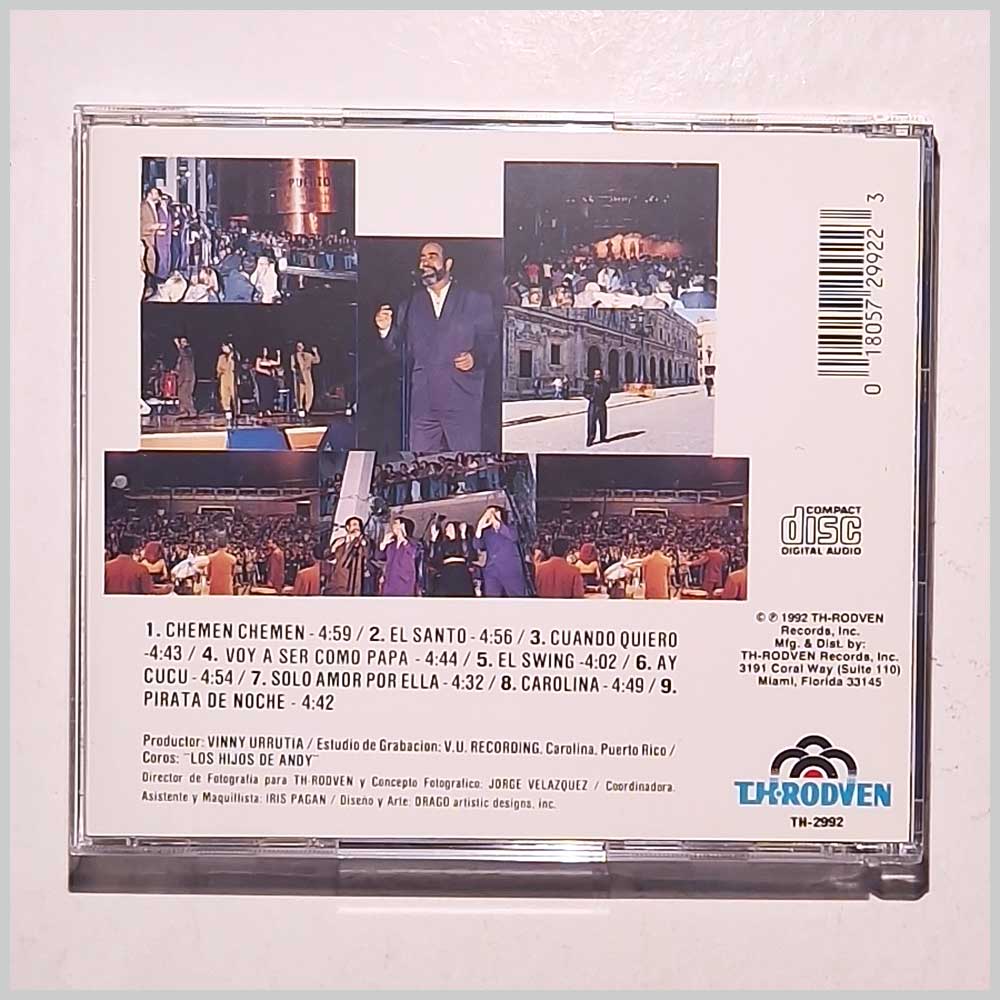 PUERTO
0 18057 29922 3
COMPACT
disc
DIGITAL AUDIO
1. CHEMEN CHEMEN - 4:59 / 2. EL SANTO - 4:56 / 3. CUANDO QUIERO
-4:43 / 4. VOY A SER COMO PAPA - 4:44 / 5. EL SWING -4:02 / 6. AY
CUCU - 4:54 / 7. SOLO AMOR POR ELLA - 4:32 / 8. CAROLINA - 4:49 / 9.
PIRATA DE NOCHE - 4:42
Productor: VINNY URRUTIA / Estudio de Grabacion: V.U. RECORDING, Carolina, Puerto Rico /
Coros: "LOS HIJOS DE ANDY"
Director de Fotografia para TH-RODVEN y Concepto Fotografico: JORGE VELAZQUEZ / Coordinadora.
Asistente y Maquillista: IRIS PAGAN / Diseño y Arte: DRAGO artistic designs, inc.
© ℗ 1992 TH-RODVEN
Records, Inc.
Mfg. & Dist. by:
TH-RODVEN Records, Inc.
3191 Coral Way (Suite 110)
Miami, Florida 33145
T.H.RODVEN
TH-2992